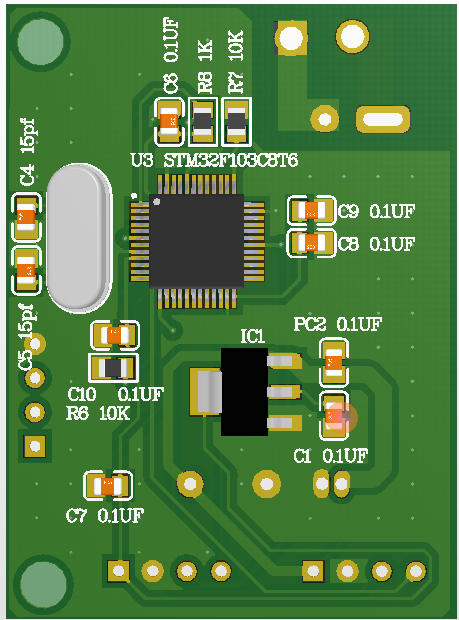 C6 0.1UF
R8 1K
R7 10K
C4 15pf
U3 STM32F103C8T6
C9 0.1UF
C8 0.1UF
C5 15pf
IC1
PC2 0.1UF
C10 0.1UF
R6 10K
C1 0.1UF
C7 0.1UF